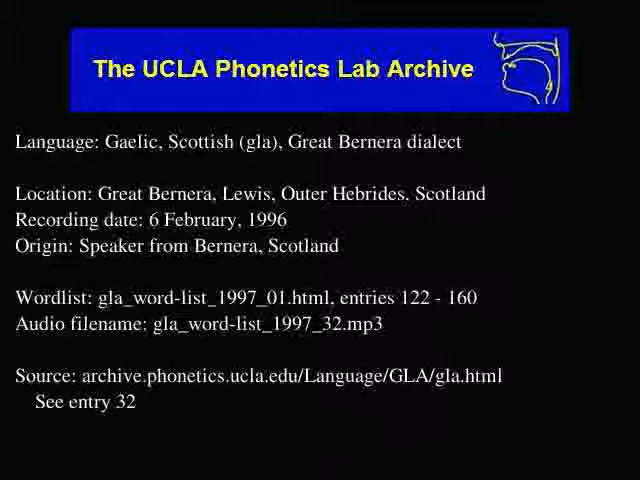 The UCLA Phonetics Lab Archive
Language: Gaelic, Scottish (gla), Great Bernera dialect
Location: Great Bernera, Lewis, Outer Hebrides. Scotland
Recording date: 6 February, 1996
Origin: Speaker from Bernera, Scotland
Wordlist: gla_word-list_1997_01.html, entries 122 - 160
Audio filename: gla_word-list_1997_32.mp3
Source: archive.phonetics.ucla.edu/Language/GLA/gla.html
See entry 32